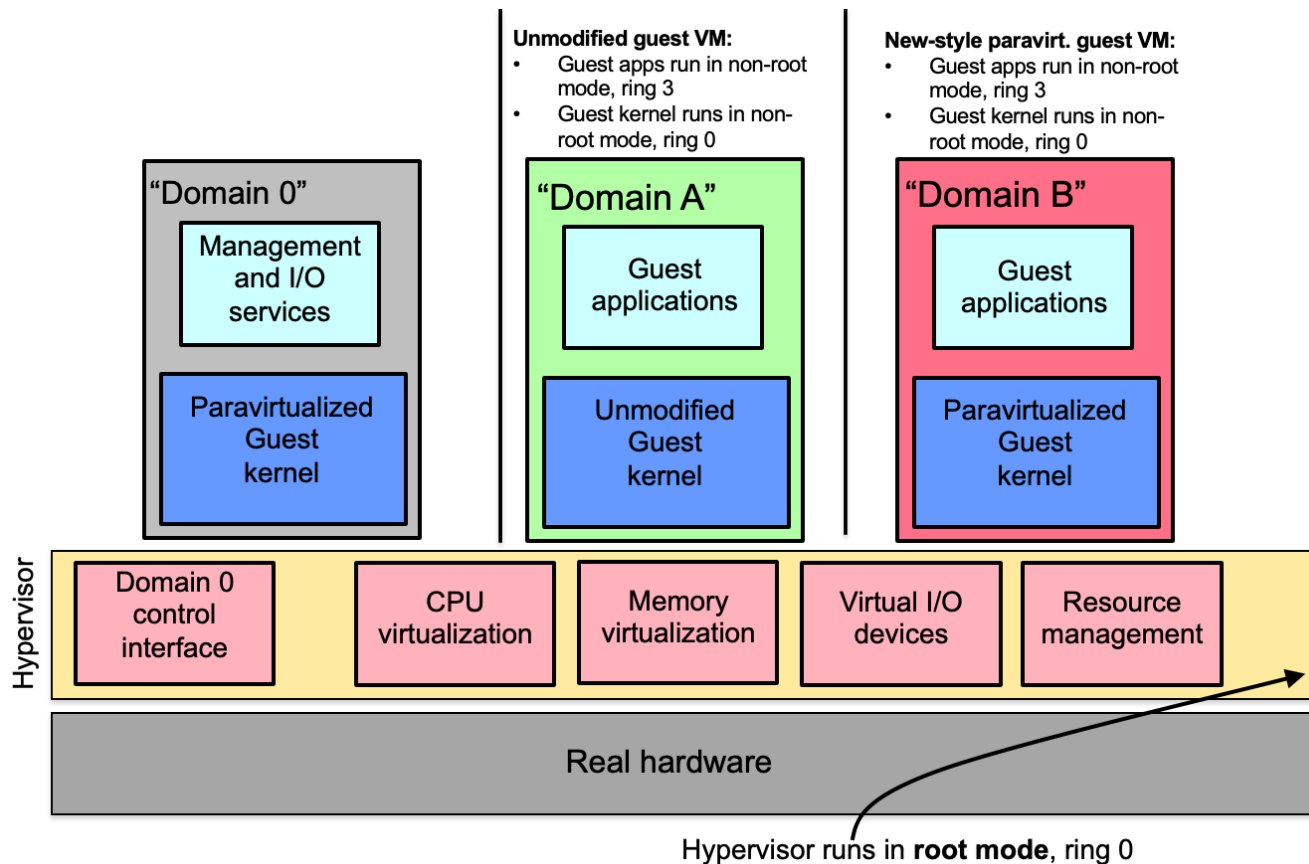 Unmodified guest VM:
• Guest apps run in non-root
mode, ring 3
• Guest kernel runs in non-
root mode, ring 0
New-style paravirt. guest VM:
• Guest apps run in non-root
mode, ring 3
• Guest kernel runs in non-
root mode, ring 0
“Domain 0”
Management
and I/O
services
Paravirtualized
Guest
kernel
“Domain A”
Guest
applications
Unmodified
Guest
kernel
“Domain B”
Guest
applications
Paravirtualized
Guest
kernel
Hypervisor
Domain 0
control
interface
CPU
virtualization
Memory
virtualization
Virtual I/O
devices
Resource
management
Real hardware
Hypervisor runs in root mode, ring 0